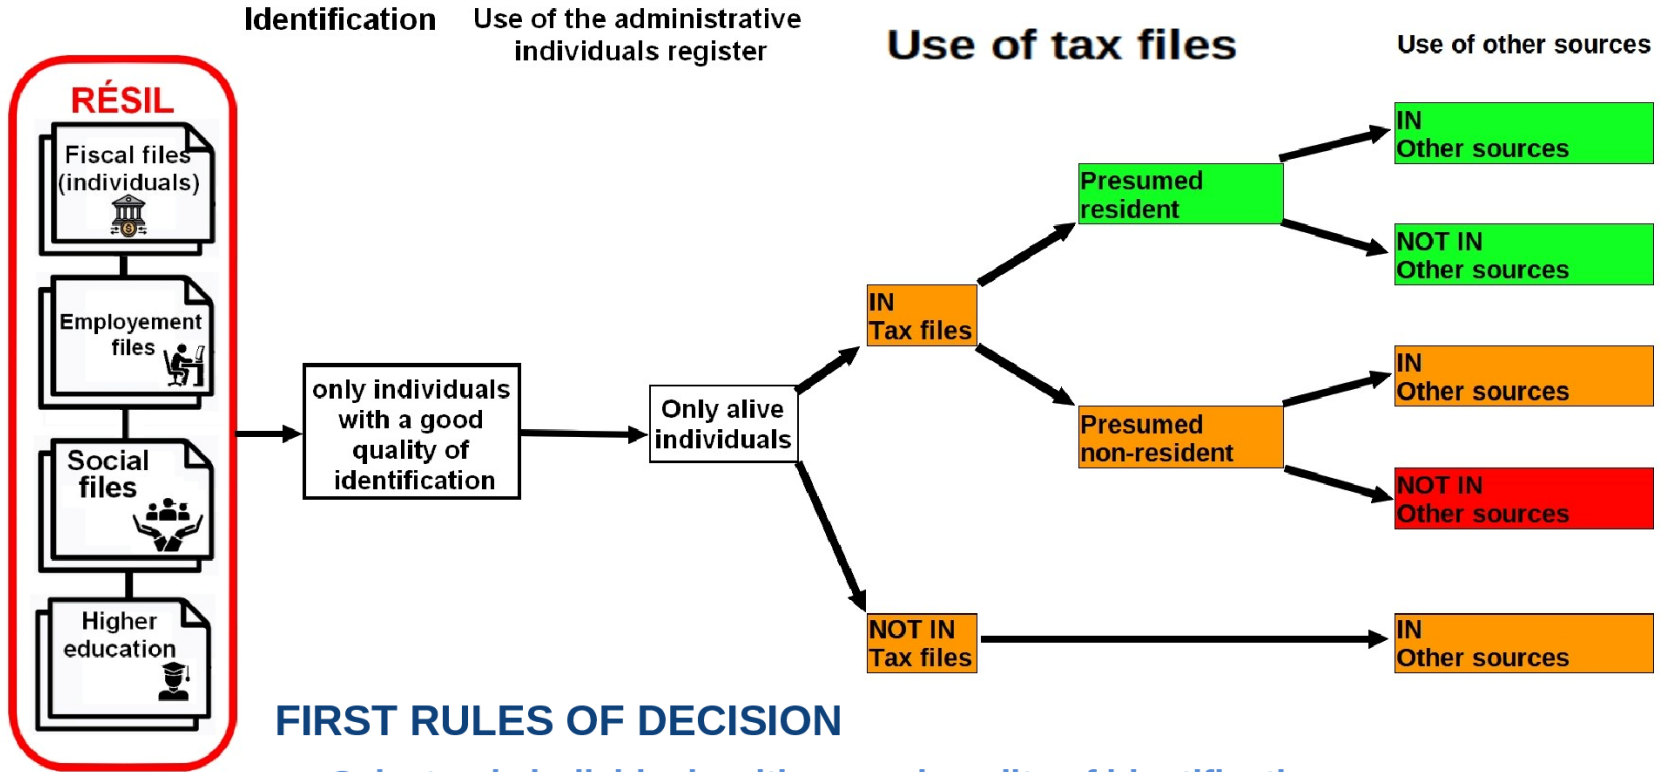 Identification
Use of the administrative
individuals register
Use of tax files
Use of other sources
RÉSIL
Fiscal files
(individuals)
Employement
files
Social
files
Higher
education
only individuals
with a good
quality of
identification
Only alive
individuals
IN
Tax files
NOT IN
Tax files
Presumed
resident
Presumed
non-resident
IN
Other sources
NOT IN
Other sources
IN
Other sources
NOT IN
Other sources
IN
Other sources
FIRST RULES OF DECISION